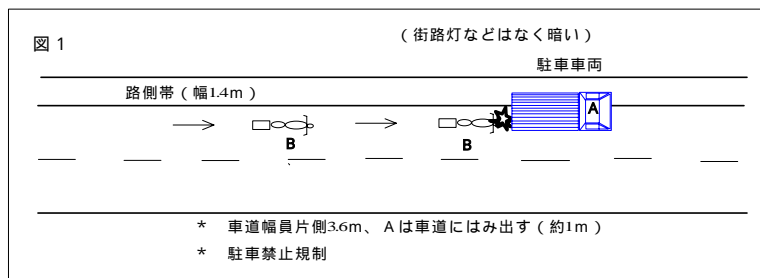 図1
(街路灯などはなく暗い)
駐車車両
路側帯(幅1.4m)
A
B
B
* 車道幅員片側3.6m、Aは車道にはみ出す(約1m)
* 駐車禁止規制